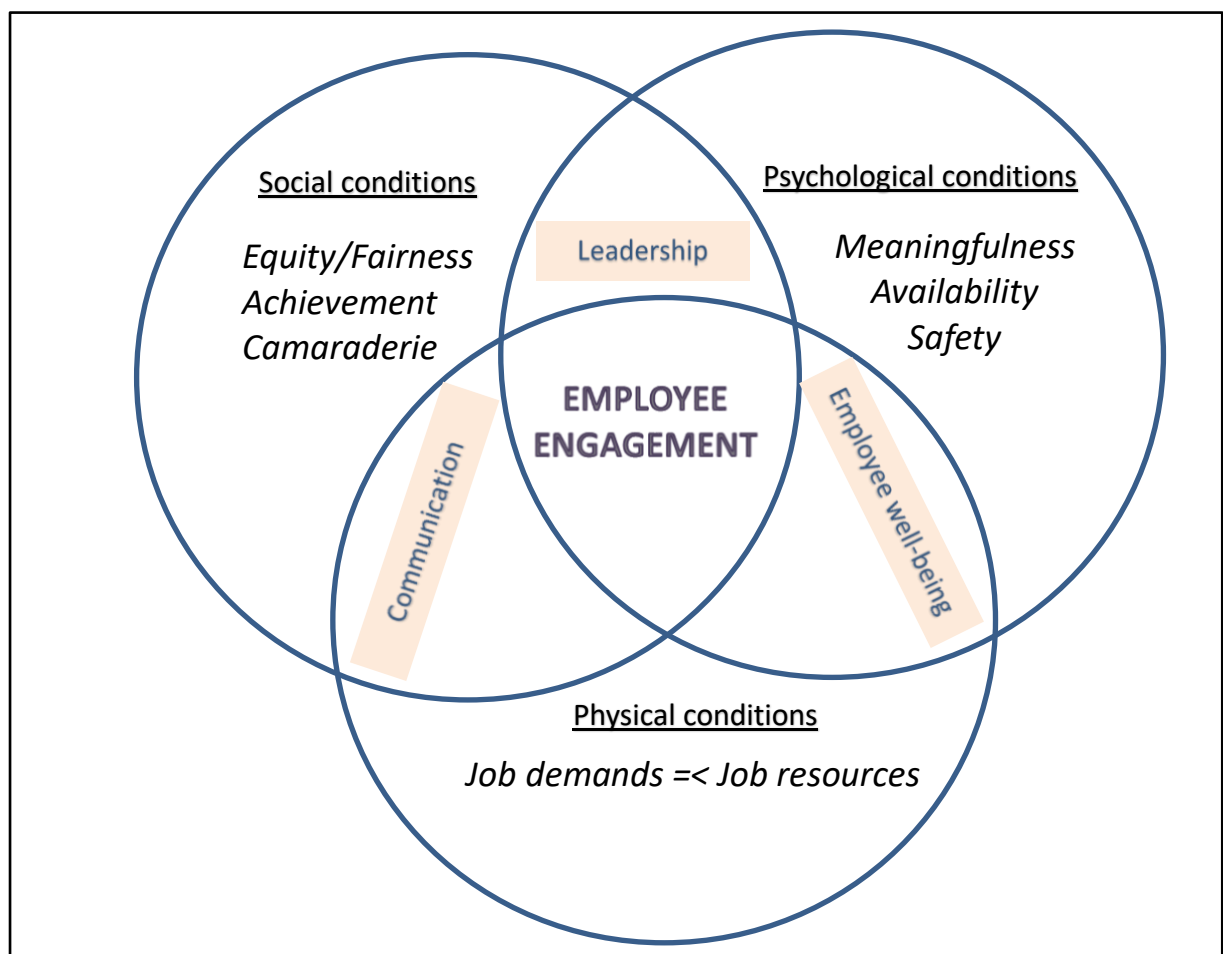 Social conditions
Equity/Fairness
Achievement
Camaraderie
Psychological conditions
Meaningfulness
Availability
Safety
Leadership
EMPLOYEE
ENGAGEMENT
Communication
Employee well-being
Physical conditions
Job demands =< Job resources